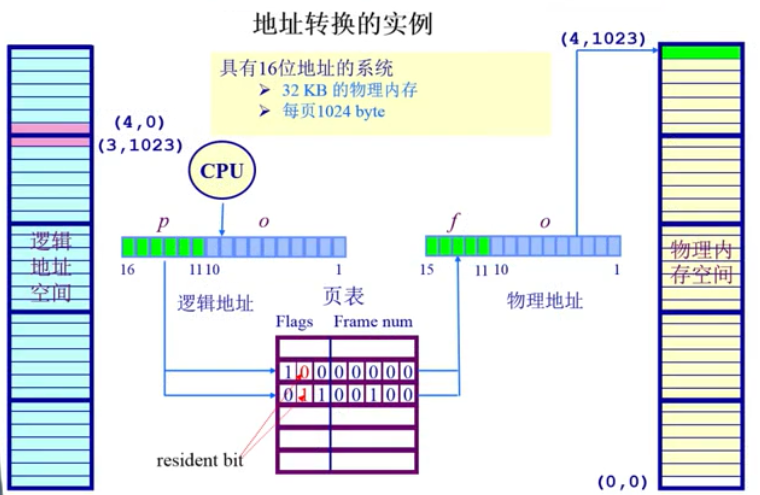 地址转换的实例
具有16位地址的系统
32 KB 的物理内存
每页1024 byte
(4,1023)
(4,0)
(3,1023)
CPU
p o
f o
16 11 10 1
15 11 10 1
逻辑地址
物理地址
逻辑
地址
空间
物理内
存空间
页表
Flags Frame num
1 0 0 0 0 0 0 0
0 1 1 0 0 1 0 0
resident bit
(0,0)